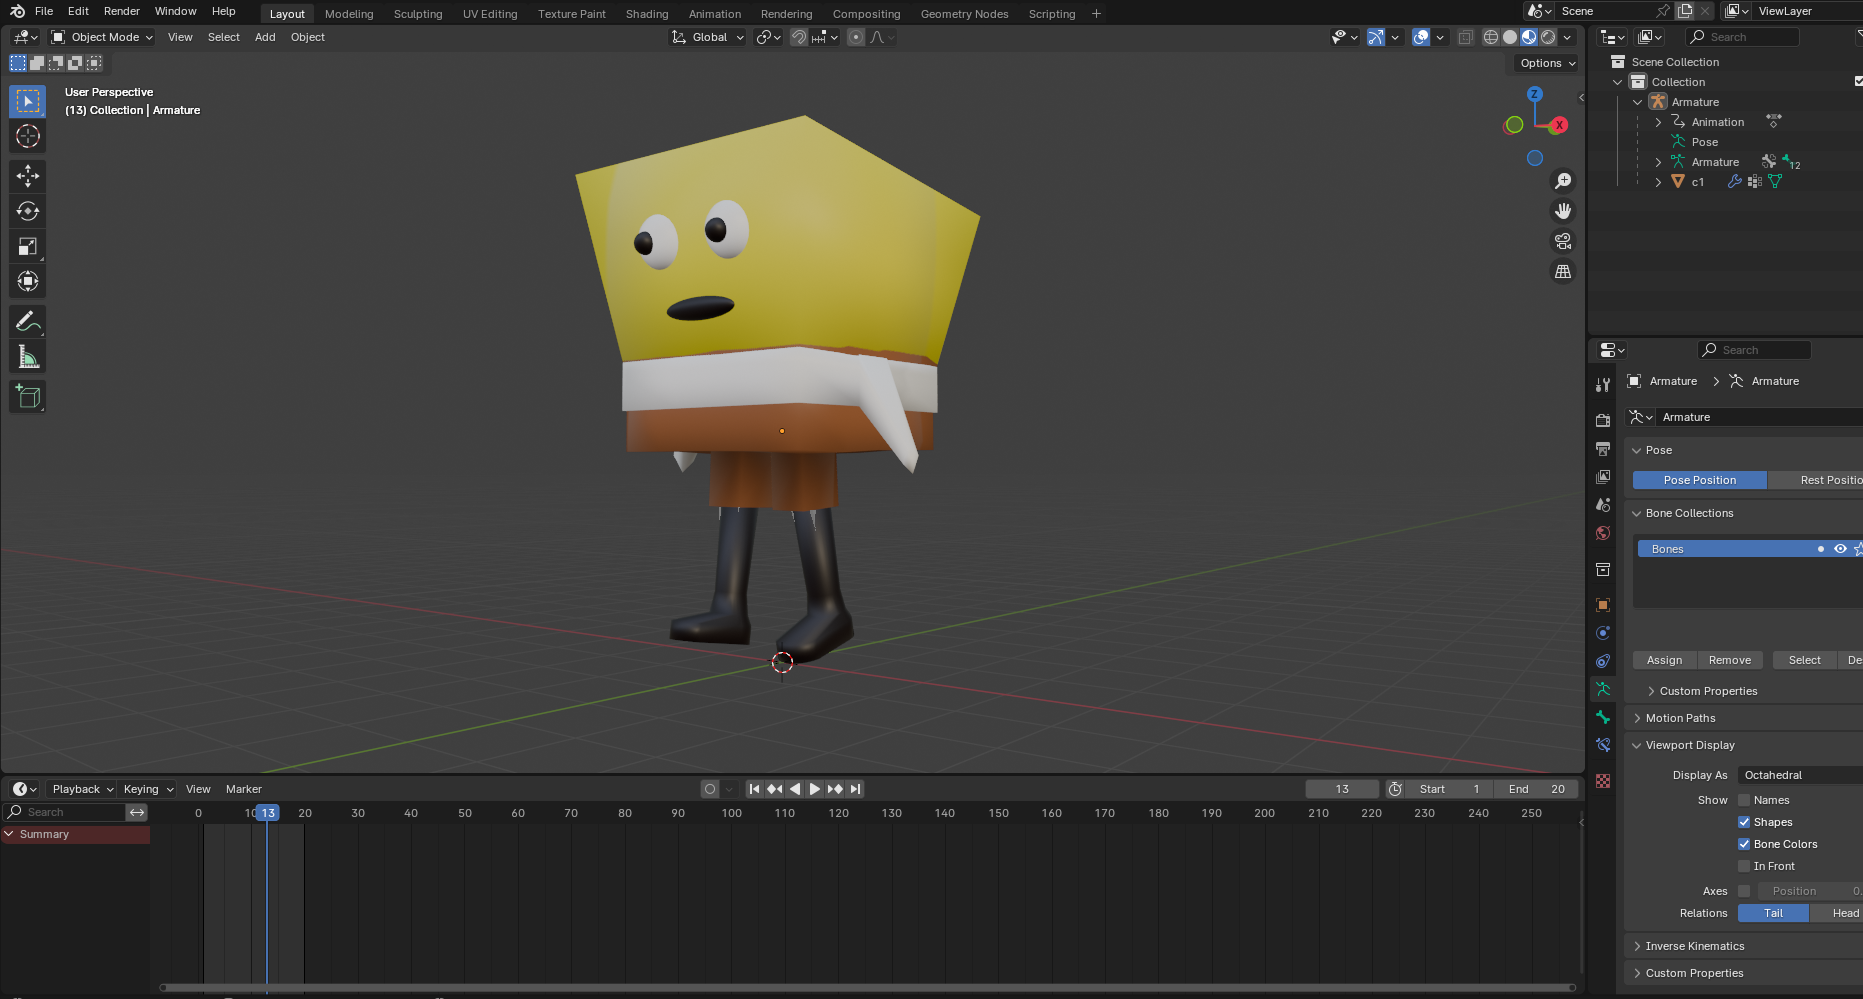 File Edit Render Window Help Layout Modeling Sculpting UV Editing Texture Paint Shading Animation Rendering Compositing Geometry Nodes Scripting + Scene ViewLayer
Object Mode View Select Add Object Global Search
Options
User Perspective
(13) Collection | Armature
Z
X
Scene Collection
Collection
Armature
Animation
Pose
Armature 12
c1
Search
Armature > Armature
Armature
Pose
Pose Position Rest Positio
Bone Collections
Bones
Assign Remove Select De
Custom Properties
Motion Paths
Viewport Display
Display As Octahedral
Show Names
Shapes
Bone Colors
In Front
Axes Position 0.
Relations Tail Head
Inverse Kinematics
Custom Properties
Playback Keying View Marker 13 Start 1 End 20
Search 0 10 13 20 30 40 50 60 70 80 90 100 110 120 130 140 150 160 170 180 190 200 210 220 230 240 250
Summary